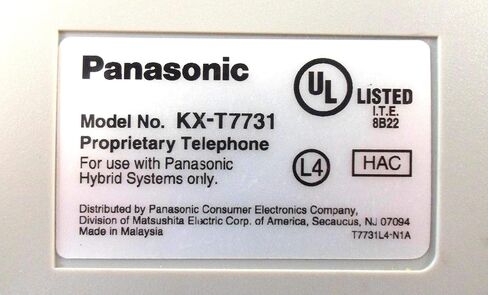 Panasonic
UL LISTED
I.T.E.
8B22
Model No. KX-T7731
Proprietary Telephone
For use with Panasonic
Hybrid Systems only.
L4 HAC
Distributed by Panasonic Consumer Electronics Company,
Division of Matsushita Electric Corp. of America, Secaucus, NJ 07094
Made in Malaysia T7731L4-N1A